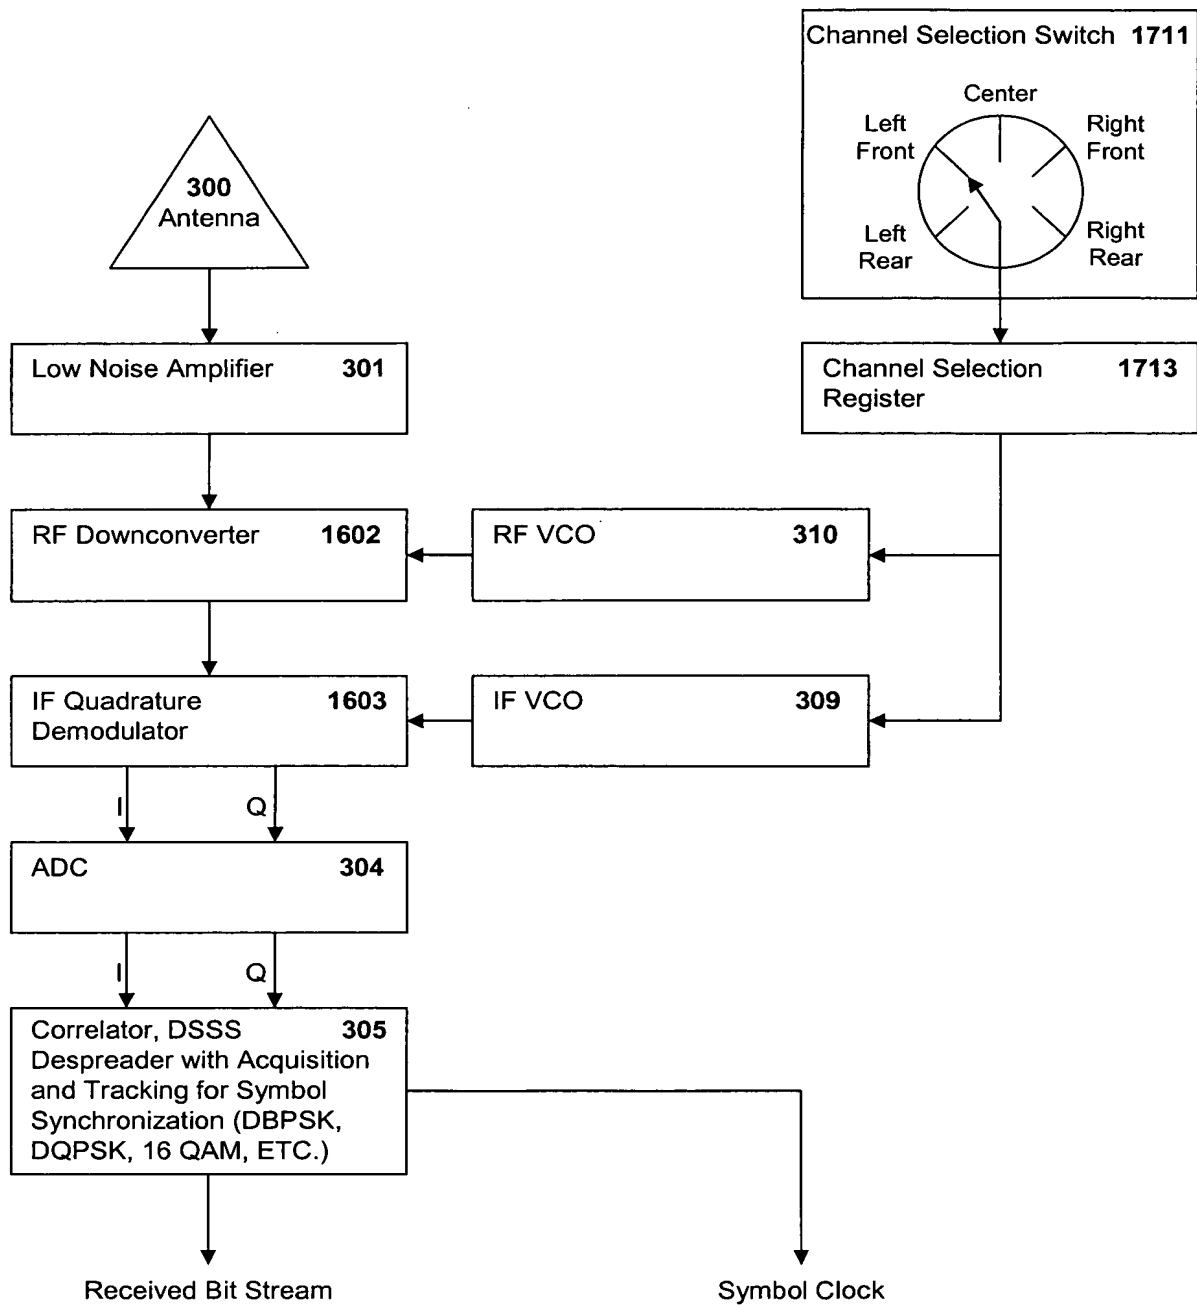 Channel Selection Switch 1711
Center
Left
Front
Right
Front
Left
Rear
Right
Rear
300
Antenna
Low Noise Amplifier 301
Channel Selection 1713
Register
RF Downconverter 1602
RF VCO 310
IF Quadrature 1603
Demodulator
IF VCO 309
I
Q
ADC 304
I
Q
Correlator, DSSS 305
Despreader with Acquisition
and Tracking for Symbol
Synchronization (DBPSK,
DQPSK, 16 QAM, ETC.)
Received Bit Stream
Symbol Clock